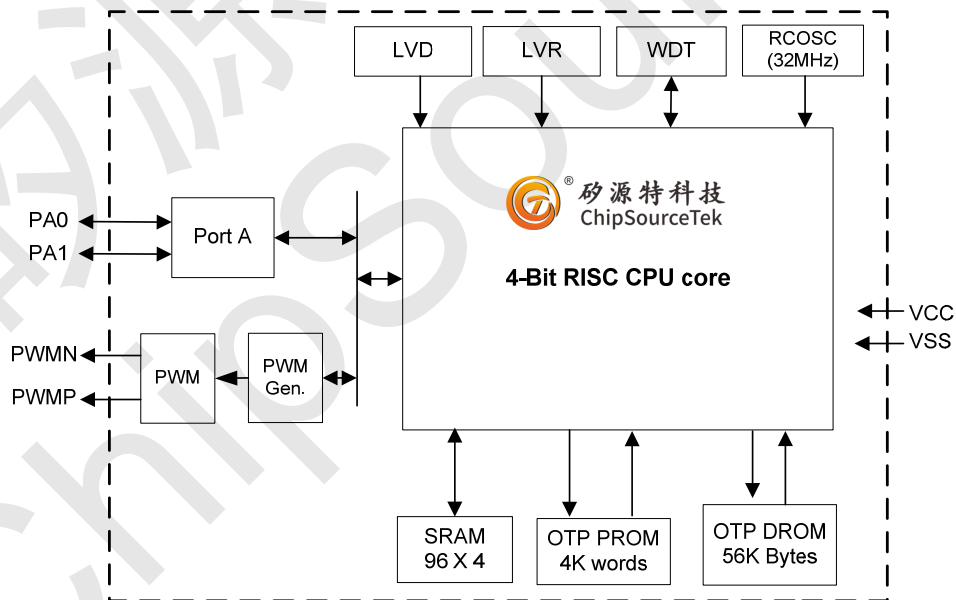 LVD
LVR
WDT
RCOSC
(32MHz)
®
矽源特科技
ChipSourceTek
4-Bit RISC CPU core
PA0
PA1
Port A
PWMN
PWMP
PWM
PWM
Gen.
VCC
VSS
SRAM
96 X 4
OTP PROM
4K words
OTP DROM
56K Bytes
ChipSour